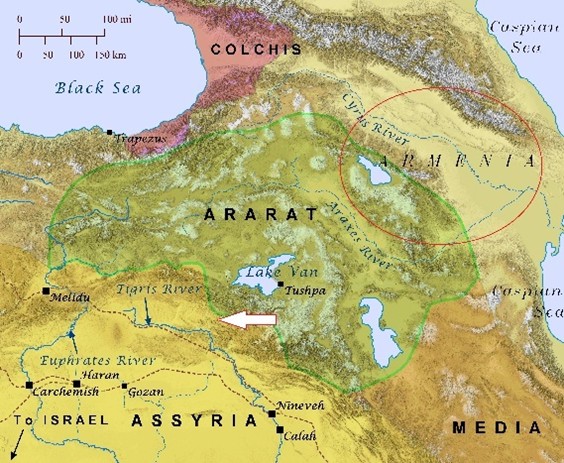 0 50 100 mi
0 50 100 150 km
Caspian
Sea
COLCHIS
Black Sea
Trapezus
Cyrus River
ARMENIA
ARARAT
Araxes River
Lake Van
Tushpa
Melidu
Tigris River
Caspian
Sea
Euphrates River
Haran
Carchemish
Gozan
Nineveh
TO ISRAEL
ASSYRIA
Calah
MEDIA